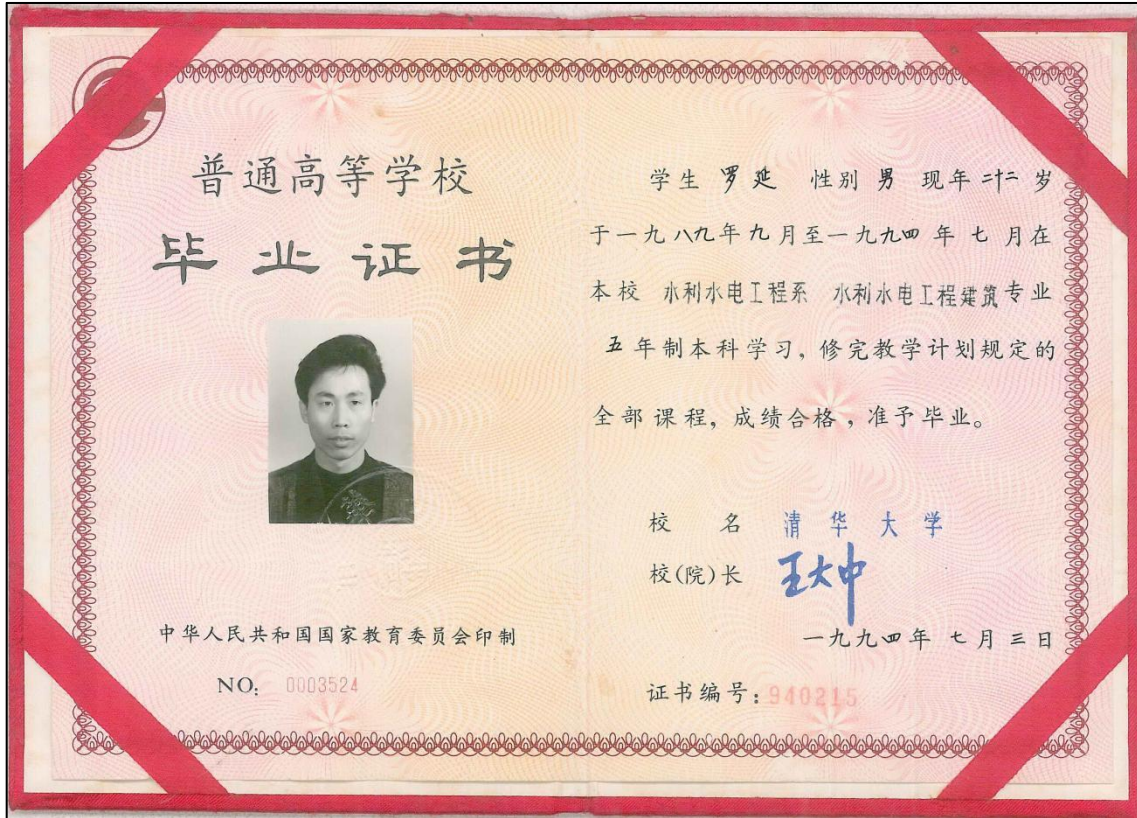 普通高等学校
毕业证书
中华人民共和国国家教育委员会印制
NO: 0003524
学生 罗延 性别 男 现年 二十二 岁
于一九八九年九月至一九九四年七月在
本校 水利水电工程系 水利水电工程建筑专业
五年制本科学习，修完教学计划规定的
全部课程，成绩合格，准予毕业。
校 名 清华大学
校(院)长 王大中
一九九四年七月三日
证书编号：940215